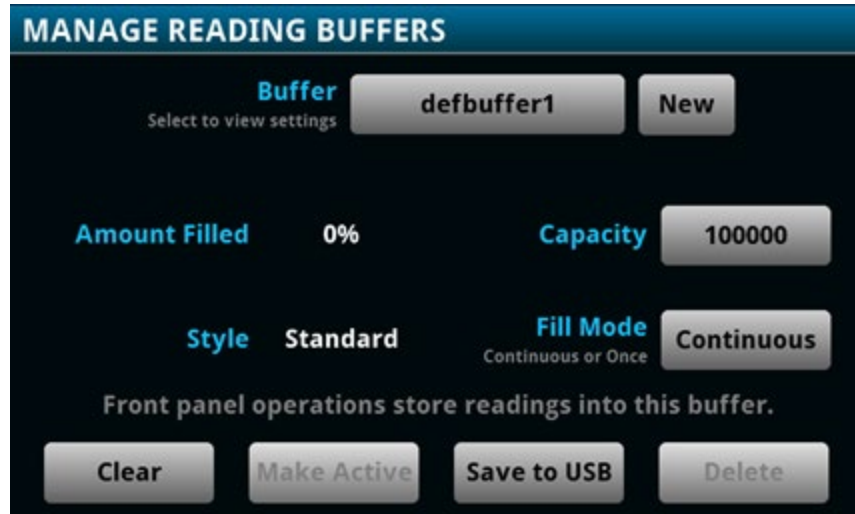 MANAGE READING BUFFERS
Buffer
Select to view settings
defbuffer1
New
Amount Filled
0%
Capacity
100000
Style
Standard
Fill Mode
Continuous or Once
Continuous
Front panel operations store readings into this buffer.
Clear
Make Active
Save to USB
Delete